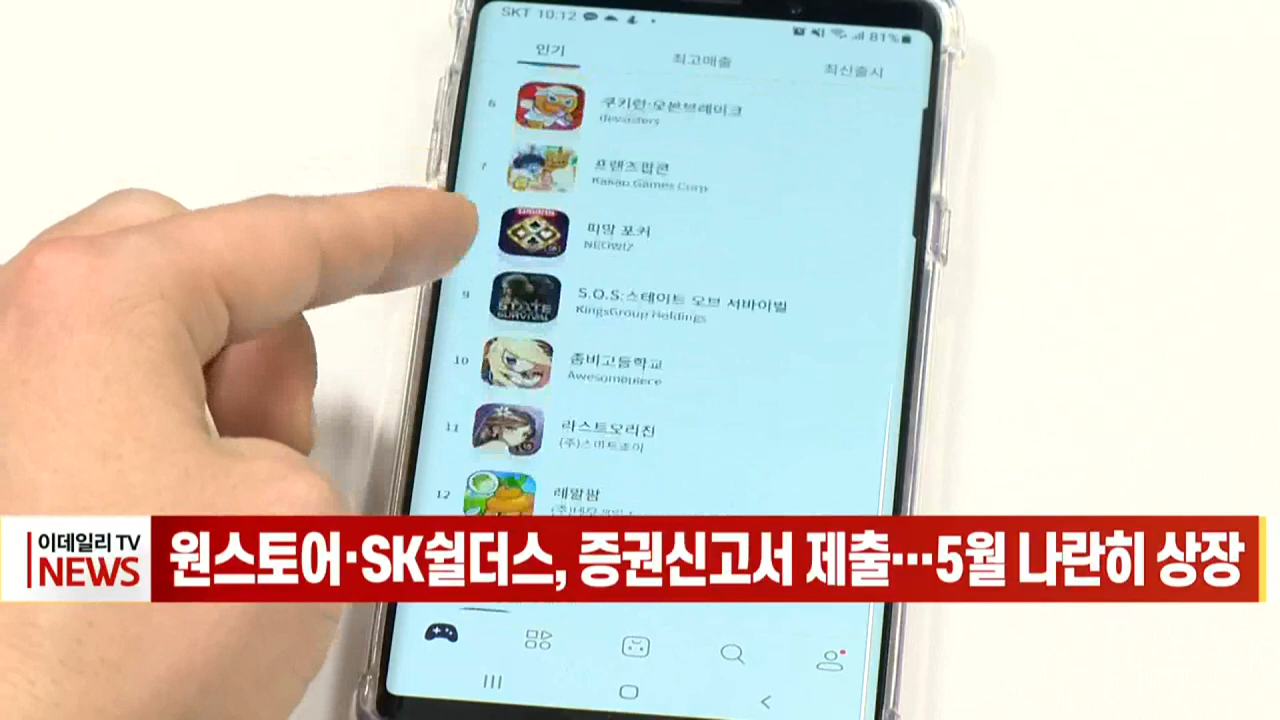 SKT 10:12
81%
인기
최고매출
최신출시
6
쿠키런:오븐브레이크
devsisters
7
프렌즈팝콘
Kakao Games Corp
피망 포커
NEOWIZ
9
S.O.S:스테이트 오브 서바이벌
KingsGroup Holdings
STATE
SURVIVAL
10
좀비고등학교
Awesomepiece
11
라스트오리진
(주)스마트조이
12
이데일리 TV
NEWS
원스토어·SK쉴더스, 증권신고서 제출…5월 나란히 상장